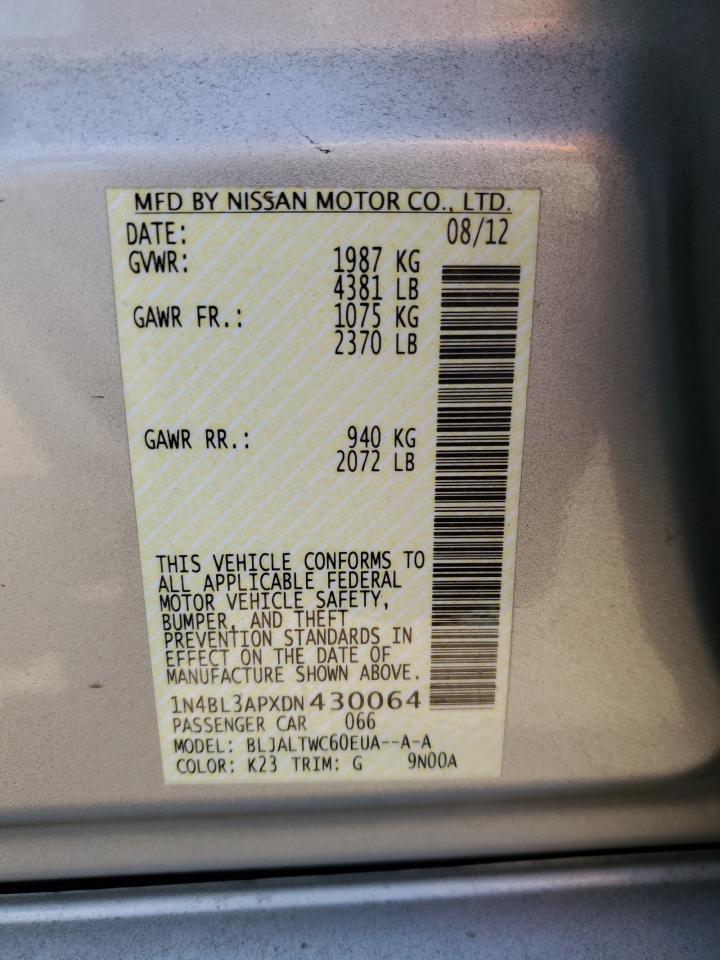 MFD BY NISSAN MOTOR CO., LTD.
DATE: 08/12
GVWR: 1987 KG
4381 LB
GAWR FR.: 1075 KG
2370 LB
GAWR RR.: 940 KG
2072 LB
THIS VEHICLE CONFORMS TO
ALL APPLICABLE FEDERAL
MOTOR VEHICLE SAFETY,
BUMPER, AND THEFT
PREVENTION STANDARDS IN
EFFECT ON THE DATE OF
MANUFACTURE SHOWN ABOVE.
1N4BL3APXDN430064
PASSENGER CAR 066
MODEL: BLJALTWC60EUA--A-A
COLOR: K23 TRIM: G 9N00A